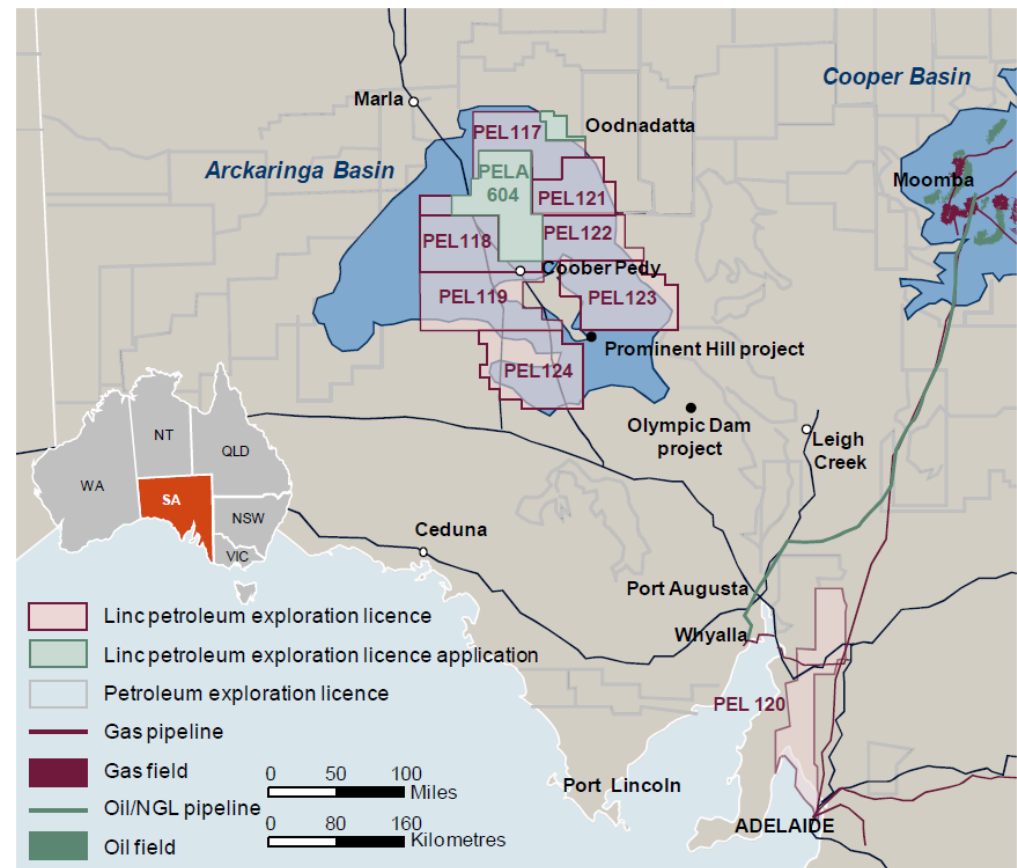 Cooper Basin
Marla
PEL117
Oodnadatta
Arckaringa Basin
PELA
604
Moomba
PEL121
PEL118
PEL122
Coober Pedy
PEL119
PEL123
Prominent Hill project
PEL124
Olympic Dam
project
Leigh
Creek
NT
QLD
WA
SA
NSW
VIC
Ceduna
Port Augusta
Whyalla
PEL 120
Port Lincoln
ADELAIDE
Linc petroleum exploration licence
Linc petroleum exploration licence application
Petroleum exploration licence
Gas pipeline
Gas field
Oil/NGL pipeline
Oil field
0 50 100
Miles
0 80 160
Kilometres